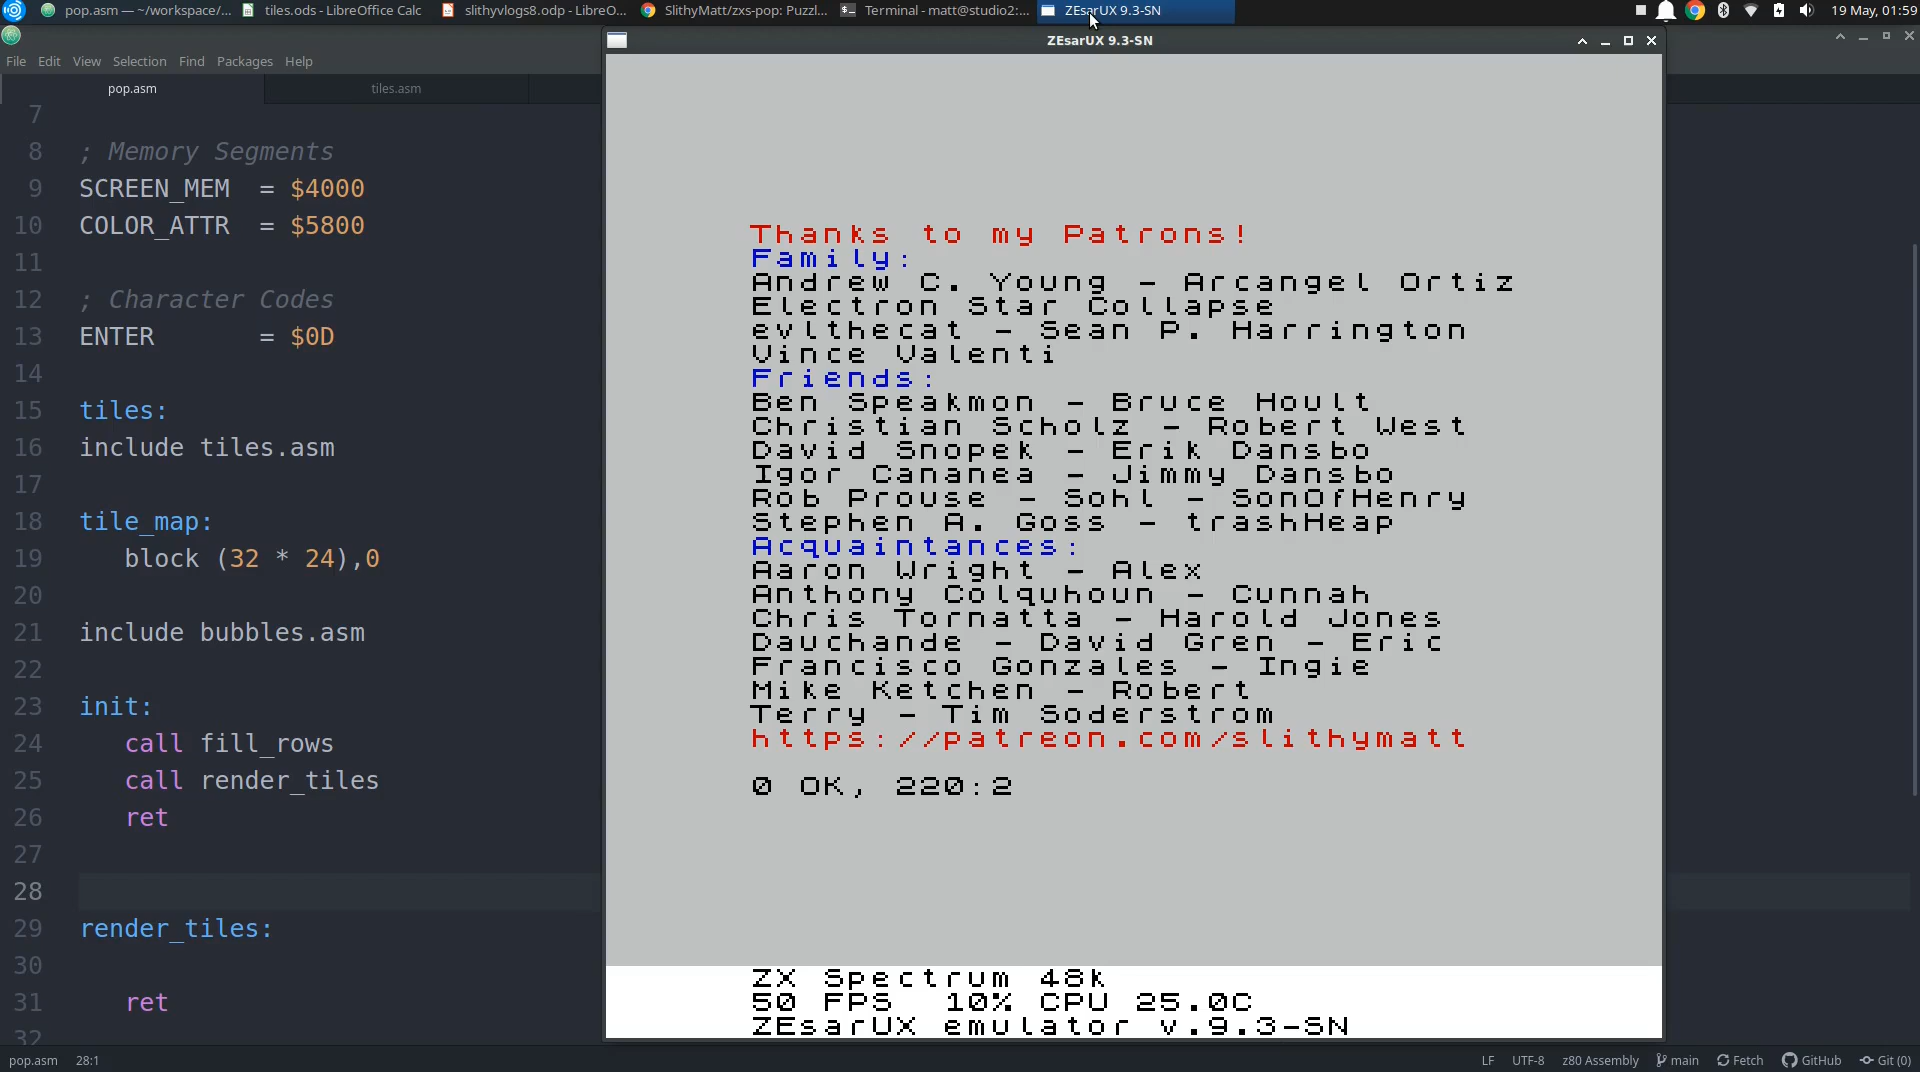 pop.asm — ~/workspace/...
tiles.ods - LibreOffice Calc
slithyvlogs8.odp - LibreO...
SlithyMatt/zxs-pop: Puzzl...
Terminal - matt@studio2:...
ZEsarUX 9.3-SN
19 May, 01:59
ZEsarUX 9.3-SN
File Edit View Selection Find Packages Help
pop.asm
tiles.asm
7
8 ; Memory Segments
9 SCREEN_MEM = $4000
10 COLOR_ATTR = $5800
11
12 ; Character Codes
13 ENTER = $0D
14
15 tiles:
16 include tiles.asm
17
18 tile_map:
19 block (32 * 24),0
20
21 include bubbles.asm
22
23 init:
24 call fill_rows
25 call render_tiles
26 ret
27
28
29 render_tiles:
30
31 ret
32
Thanks to my Patrons!
Family:
Andrew C. Young - Arcangel Ortiz
Electron Star Collapse
evlthecat - Sean P. Harrington
Vince Valenti
Friends:
Ben Speakmon - Bruce Hoult
Christian Scholz - Robert West
David Snopek - Erik Dansbo
Igor Cananea - Jimmy Dansbo
Rob Prouse - Sohl - SonOfHenry
Stephen A. Goss - trashHeap
Acquaintances:
Aaron Wright - Alex
Anthony Colquhoun - Cunnah
Chris Tornatta - Harold Jones
Dauchande - David Gren - Eric
Francisco Gonzales - Ingie
Mike Ketchen - Robert
Terry - Tim Soderstrom
https://patreon.com/slithymatt
0 OK, 220:2
ZX Spectrum 48k
50 FPS 10% CPU 25.0C
ZEsarUX emulator v.9.3-SN
pop.asm 28:1
LF UTF-8 z80 Assembly main Fetch GitHub Git (0)